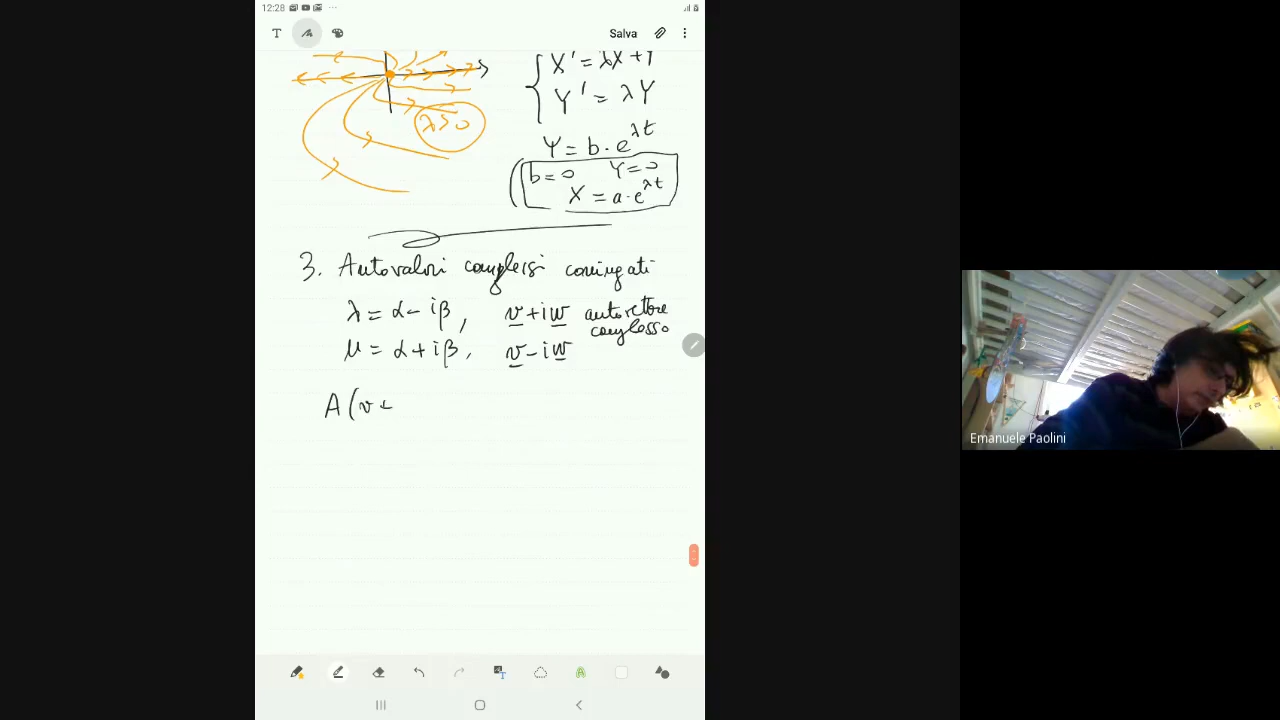 12:28
T
Salva
X' = λX + Y
Y' = λY
λ>0
Y = b · e^λt
b=0 Y=0
X = a · e^λt
3. Autovalori complessi coniugati
λ = α - iβ, v + iw autovettore complesso
μ = α + iβ, v - iw
A(v +
Emanuele Paolini